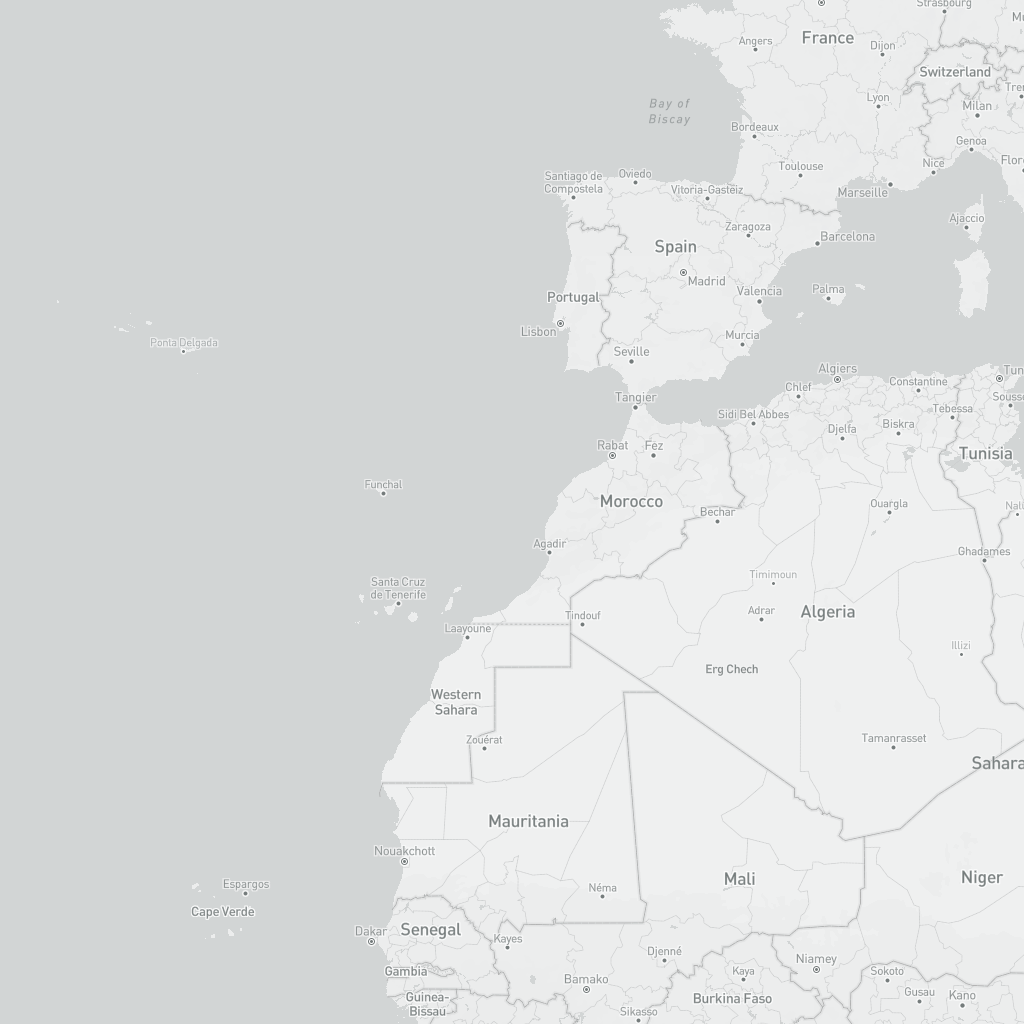 Strasbourg
France
Angers
Dijon
Switzerland
Lyon
Milan
Bay of
Biscay
Bordeaux
Genoa
Toulouse
Nice
Santiago de
Compostela
Oviedo
Vitoria-Gasteiz
Marseille
Ajaccio
Zaragoza
Barcelona
Spain
Madrid
Palma
Valencia
Portugal
Lisbon
Murcia
Ponta Delgada
Seville
Algiers
Constantine
Chlef
Tangier
Sidi Bel Abbes
Tebessa
Biskra
Djelfa
Rabat
Fez
Tunisia
Funchal
Morocco
Bechar
Ouargla
Agadir
Ghadames
Timimoun
Santa Cruz
de Tenerife
Adrar
Algeria
Tindouf
Laayoune
Illizi
Erg Chech
Western
Sahara
Zouérat
Tamanrasset
Sahara
Mauritania
Nouakchott
Mali
Niger
Espargos
Néma
Cape Verde
Dakar
Senegal
Kayes
Djenné
Niamey
Gambia
Bamako
Kaya
Sokoto
Guinea-
Bissau
Burkina Faso
Gusau
Kano
Sikasso